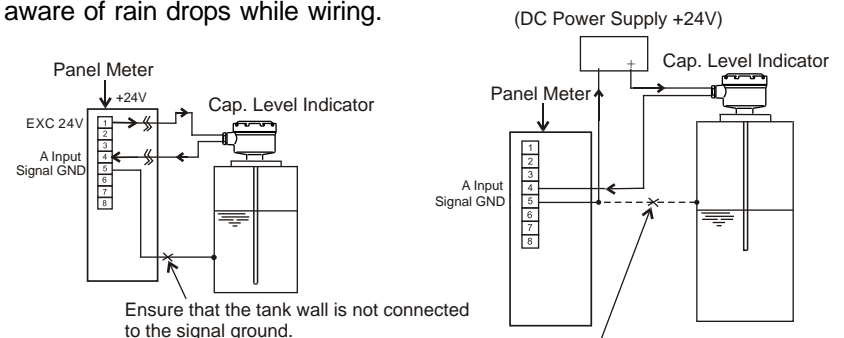 aware of rain drops while wiring.
Panel Meter
+24V
Cap. Level Indicator
EXC 24V
A Input
Signal GND
1
2
3
4
5
6
7
8
Ensure that the tank wall is not connected
to the signal ground.
(DC Power Supply +24V)
+
Cap. Level Indicator
Panel Meter
A Input
Signal GND
1
2
3
4
5
6
7
8